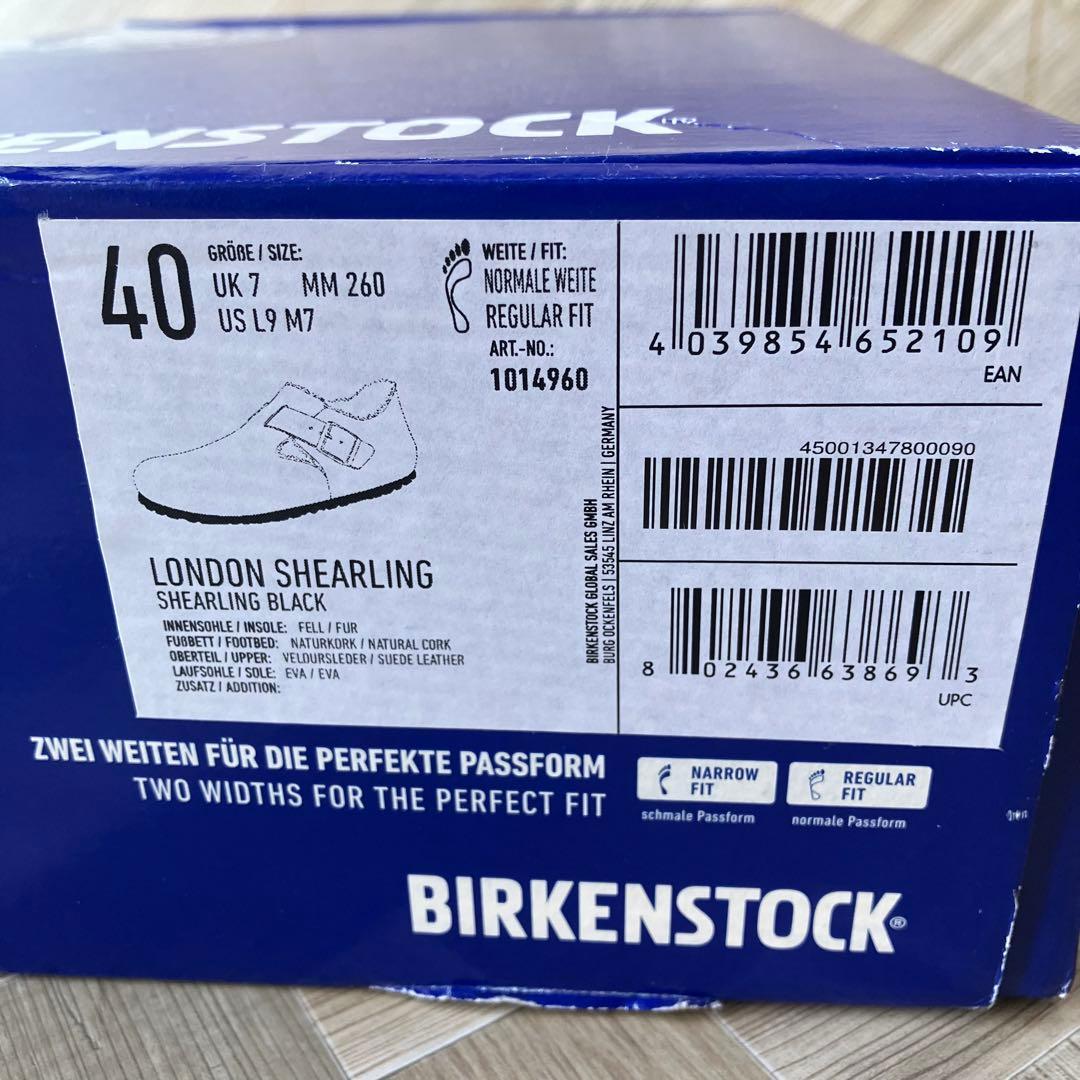 ENSTOCK
40
GRÖßE / SIZE:
UK 7 MM 260
US L9 M7
WEITE / FIT:
NORMALE WEITE
REGULAR FIT
ART.-NO.:
1014960
LONDON SHEARLING
SHEARLING BLACK
INNENSOHLE / INSOLE: FELL / FUR
FUßBETT / FOOTBED: NATURKORK / NATURAL CORK
OBERTEIL / UPPER: VELOURSLEDER / SUEDE LEATHER
LAUFSOHLE / SOLE: EVA / EVA
ZUSATZ / ADDITION:
BIRKENSTOCK GLOBAL SALES GMBH
BURG OCKENFELS | 53545 LINZ AM RHEIN | GERMANY
4 039854 652109
EAN
45001347800090
8 02436 63869 3
UPC
ZWEI WEITEN FÜR DIE PERFEKTE PASSFORM
TWO WIDTHS FOR THE PERFECT FIT
NARROW
FIT
schmale Passform
REGULAR
FIT
normale Passform
BIRKENSTOCK®